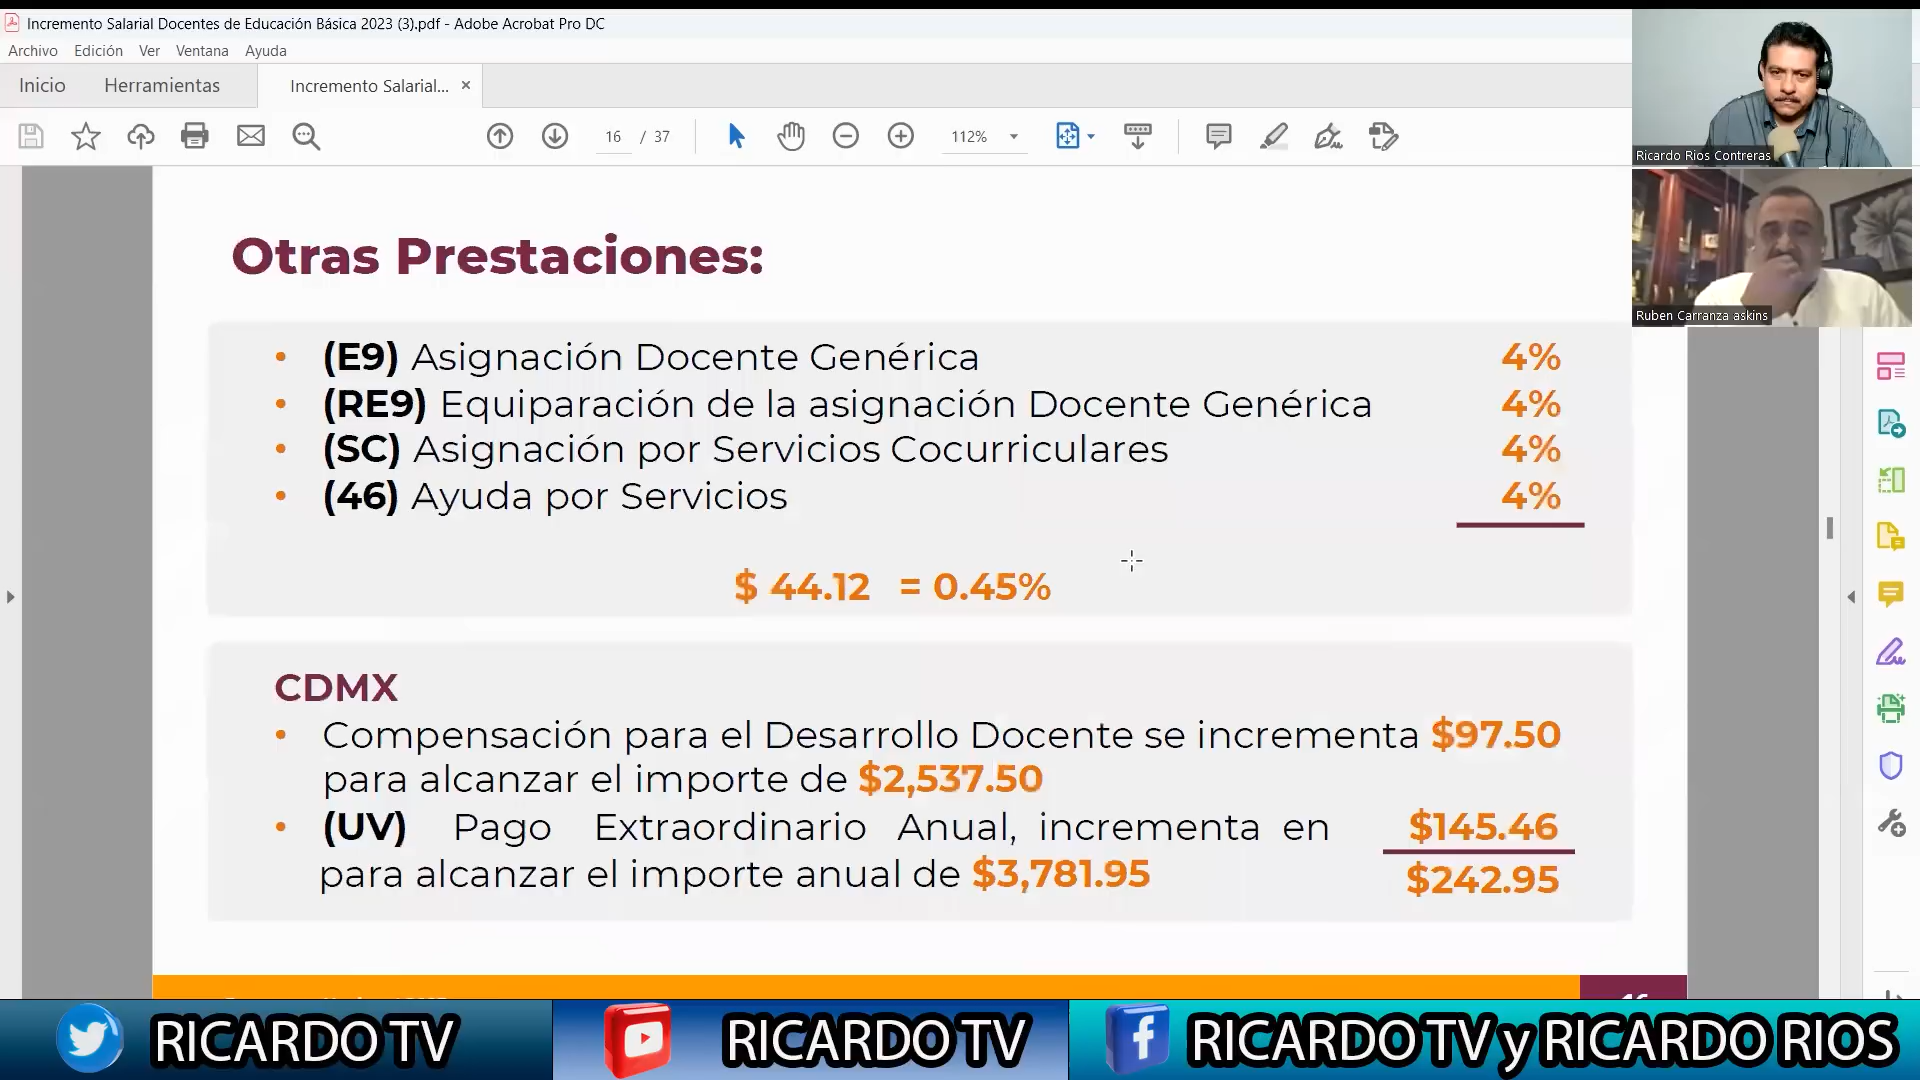 Incremento Salarial Docentes de Educación Básica 2023 (3).pdf - Adobe Acrobat Pro DC
Archivo Edición Ver Ventana Ayuda
Inicio Herramientas Incremento Salarial... ×
16 / 37 112%
Ricardo Rios Contreras
Ruben Carranza askins
Otras Prestaciones:
• (E9) Asignación Docente Genérica 4%
• (RE9) Equiparación de la asignación Docente Genérica 4%
• (SC) Asignación por Servicios Cocurriculares 4%
• (46) Ayuda por Servicios 4%
$ 44.12 = 0.45%
CDMX
• Compensación para el Desarrollo Docente se incrementa $97.50
para alcanzar el importe de $2,537.50
• (UV) Pago Extraordinario Anual, incrementa en $145.46
para alcanzar el importe anual de $3,781.95 $242.95
RICARDO TV RICARDO TV RICARDO TV y RICARDO RIOS